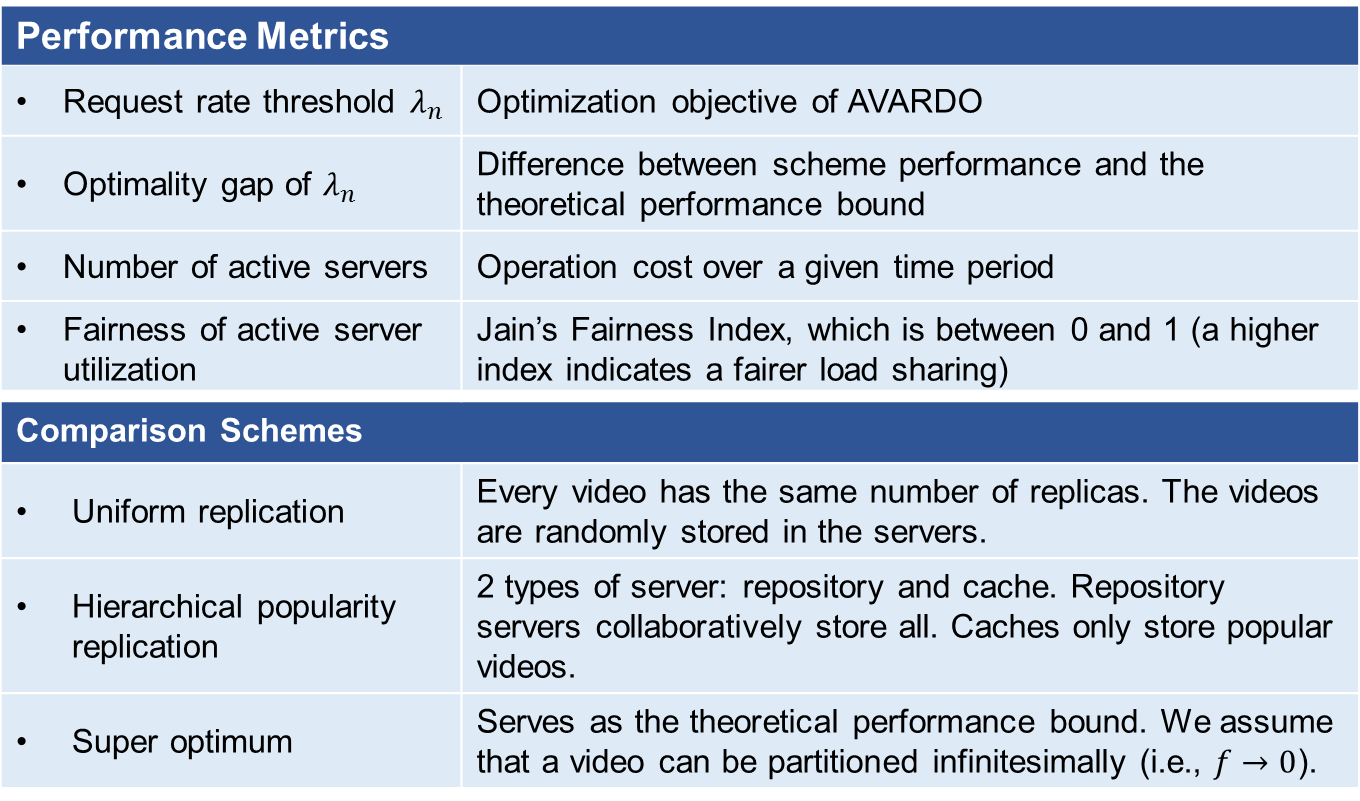 Performance Metrics
• Request rate threshold λₙ
Optimization objective of AVARDO
• Optimality gap of λₙ
Difference between scheme performance and the
theoretical performance bound
• Number of active servers
Operation cost over a given time period
• Fairness of active server
utilization
Jain’s Fairness Index, which is between 0 and 1 (a higher
index indicates a fairer load sharing)
Comparison Schemes
• Uniform replication
Every video has the same number of replicas. The videos
are randomly stored in the servers.
• Hierarchical popularity
replication
2 types of server: repository and cache. Repository
servers collaboratively store all. Caches only store popular
videos.
• Super optimum
Serves as the theoretical performance bound. We assume
that a video can be partitioned infinitesimally (i.e., f → 0).